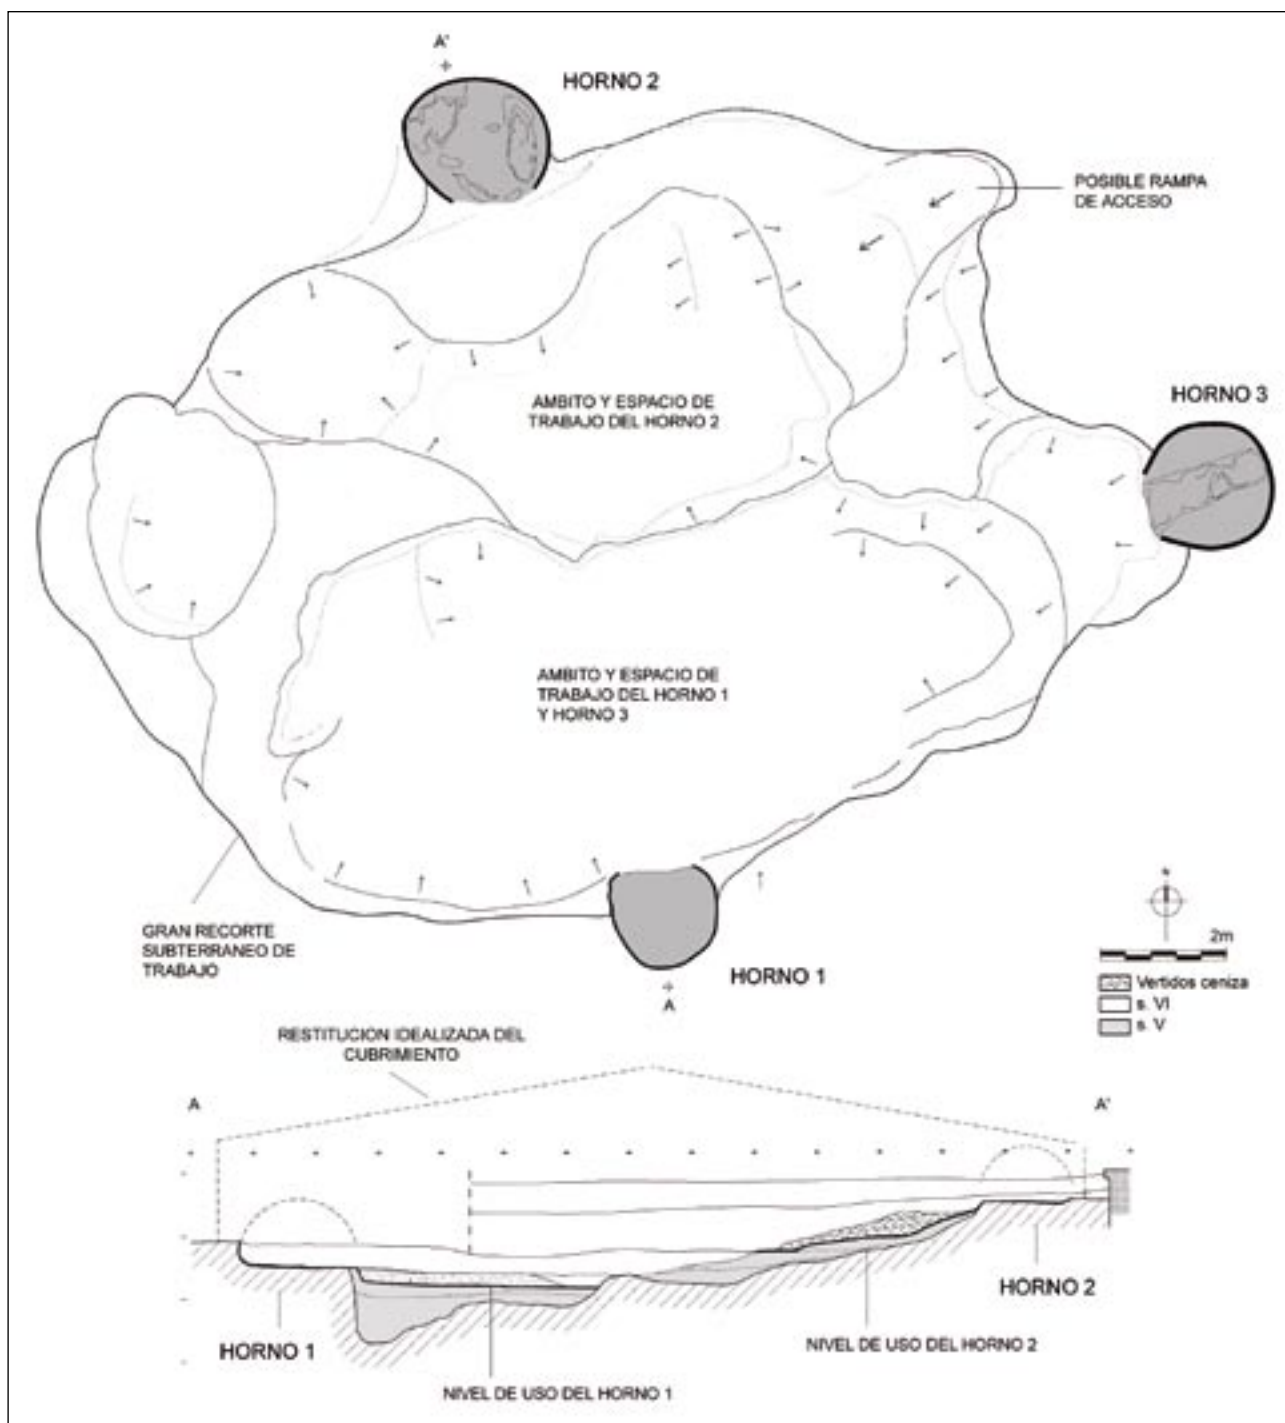 A'
HORNO 2
POSIBLE RAMPA
DE ACCESO
HORNO 3
AMBITO Y ESPACIO DE
TRABAJO DEL HORNO 2
AMBITO Y ESPACIO DE
TRABAJO DEL HORNO 1
Y HORNO 3
GRAN RECORTE
SUBTERRANEO DE
TRABAJO
HORNO 1
A
2m
Vertidos ceniza
s. VI
s. V
RESTITUCION IDEALIZADA DEL
CUBRIMIENTO
A
A'
HORNO 2
HORNO 1
NIVEL DE USO DEL HORNO 2
NIVEL DE USO DEL HORNO 1